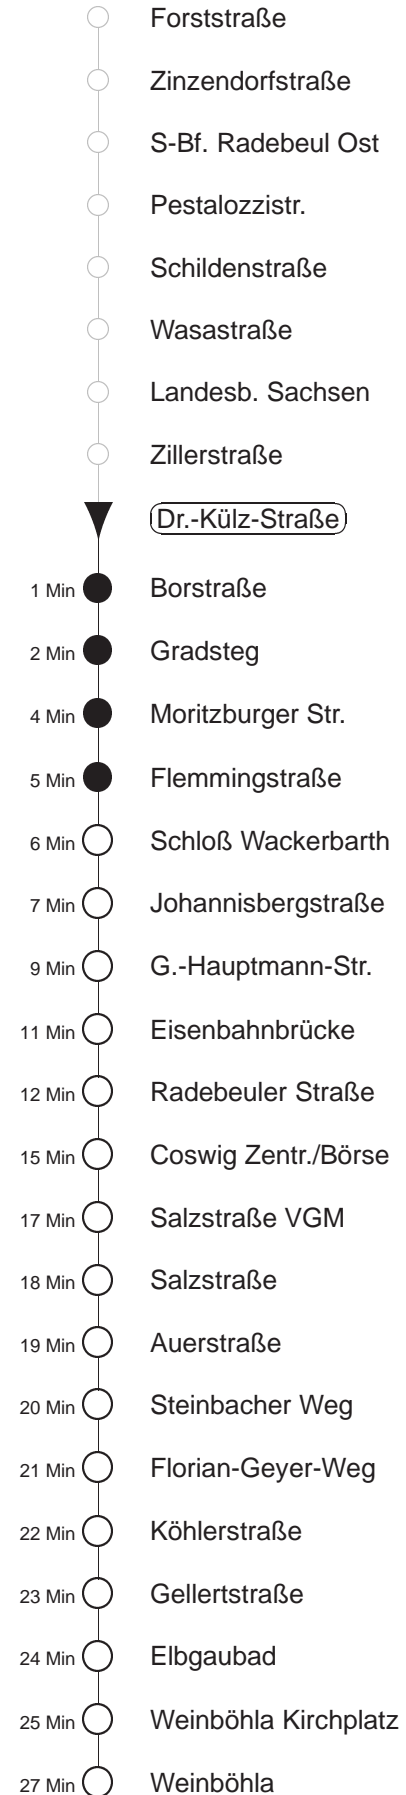 Forststraße
Zinzendorfstraße
S-Bf. Radebeul Ost
Pestalozzistr.
Schildenstraße
Wasastraße
Landesb. Sachsen
Zillerstraße
Dr.-Külz-Straße
1 Min Borstraße
2 Min Gradsteg
4 Min Moritzburger Str.
5 Min Flemmingstraße
6 Min Schloß Wackerbarth
7 Min Johannisbergstraße
9 Min G.-Hauptmann-Str.
11 Min Eisenbahnbrücke
12 Min Radebeuler Straße
15 Min Coswig Zentr./Börse
17 Min Salzstraße VGM
18 Min Salzstraße
19 Min Auerstraße
20 Min Steinbacher Weg
21 Min Florian-Geyer-Weg
22 Min Köhlerstraße
23 Min Gellertstraße
24 Min Elbgaubad
25 Min Weinböhla Kirchplatz
27 Min Weinböhla